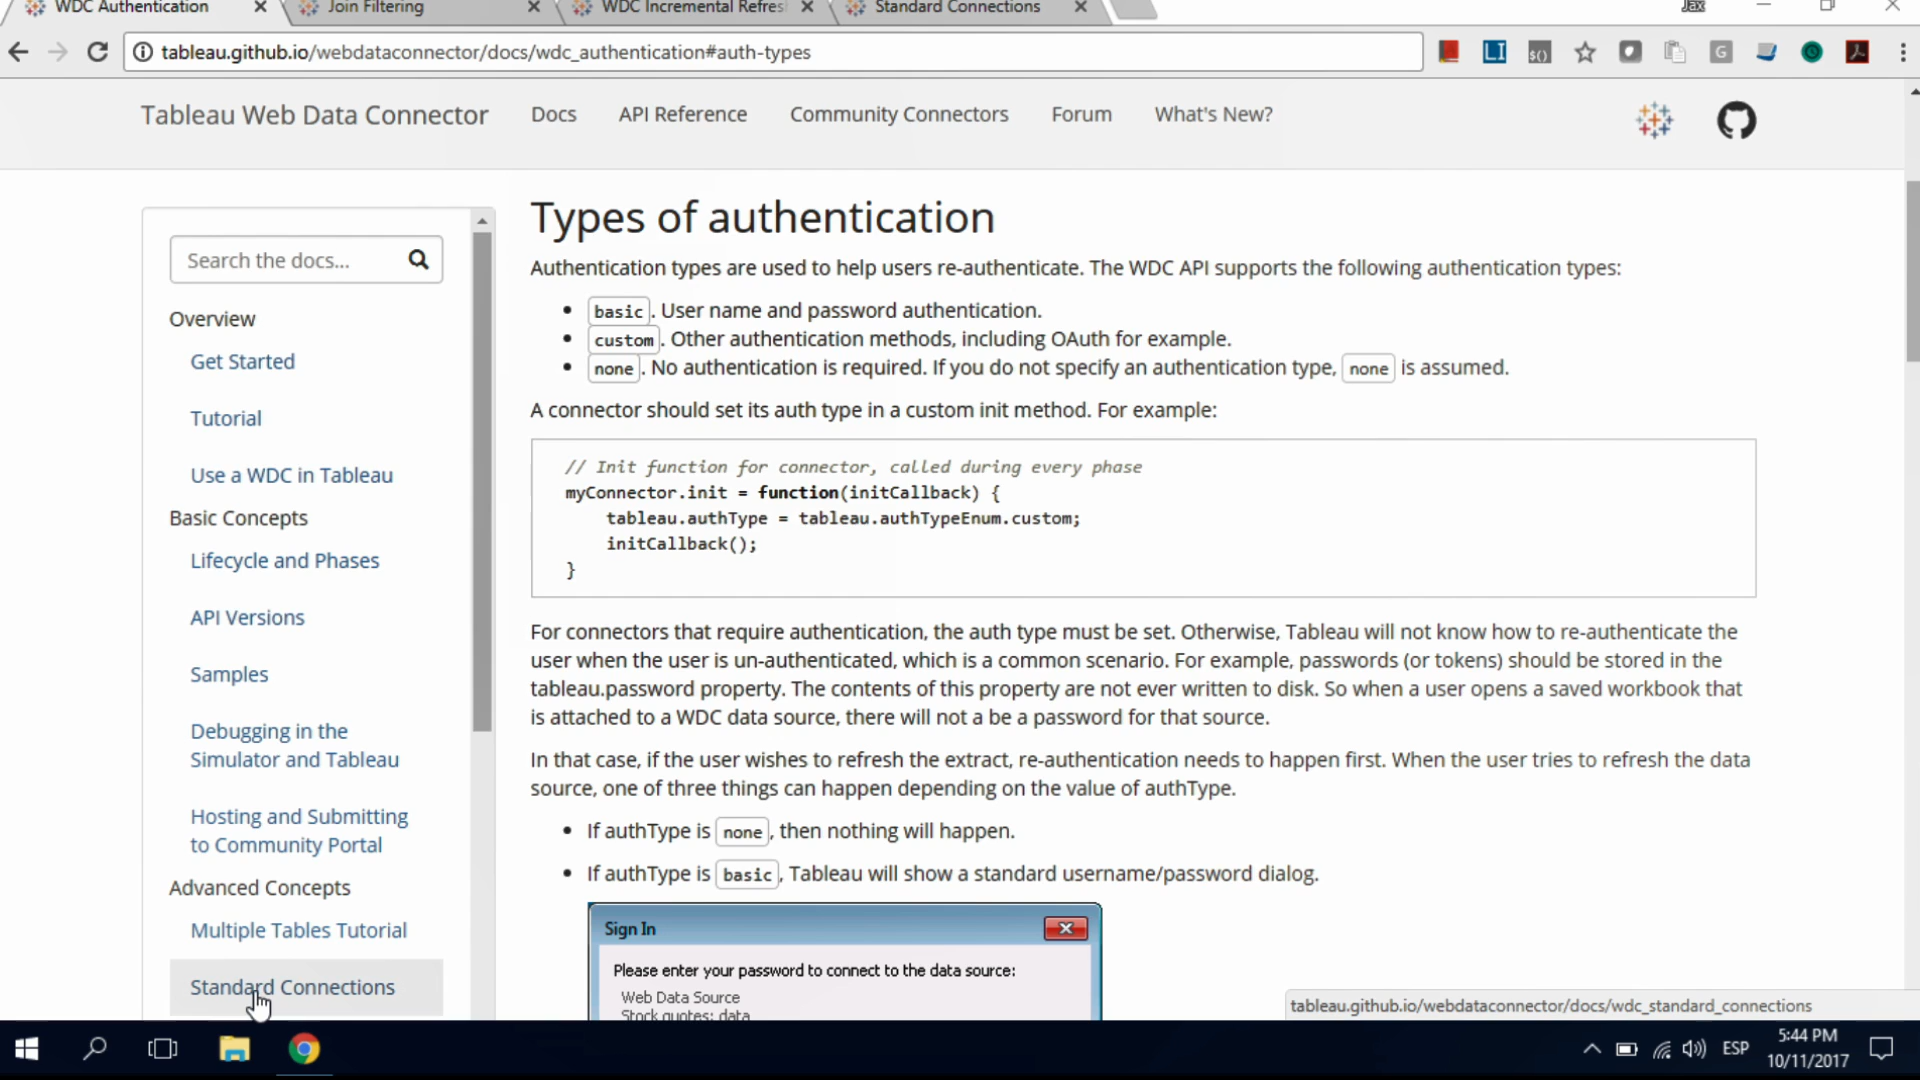 WDC Authentication
Join Filtering
WDC Incremental Refres
Standard Connections
Jax
tableau.github.io/webdataconnector/docs/wdc_authentication#auth-types
Tableau Web Data Connector
Docs
API Reference
Community Connectors
Forum
What's New?
Search the docs...
Overview
Get Started
Tutorial
Use a WDC in Tableau
Basic Concepts
Lifecycle and Phases
API Versions
Samples
Debugging in the
Simulator and Tableau
Hosting and Submitting
to Community Portal
Advanced Concepts
Multiple Tables Tutorial
Standard Connections
Types of authentication
Authentication types are used to help users re-authenticate. The WDC API supports the following authentication types:
• basic. User name and password authentication.
• custom. Other authentication methods, including OAuth for example.
• none. No authentication is required. If you do not specify an authentication type, none is assumed.
A connector should set its auth type in a custom init method. For example:
// Init function for connector, called during every phase
myConnector.init = function(initCallback) {
tableau.authType = tableau.authTypeEnum.custom;
initCallback();
}
For connectors that require authentication, the auth type must be set. Otherwise, Tableau will not know how to re-authenticate the
user when the user is un-authenticated, which is a common scenario. For example, passwords (or tokens) should be stored in the
tableau.password property. The contents of this property are not ever written to disk. So when a user opens a saved workbook that
is attached to a WDC data source, there will not a be a password for that source.
In that case, if the user wishes to refresh the extract, re-authentication needs to happen first. When the user tries to refresh the data
source, one of three things can happen depending on the value of authType.
• If authType is none, then nothing will happen.
• If authType is basic, Tableau will show a standard username/password dialog.
Sign In
Please enter your password to connect to the data source:
Web Data Source
Stock quotes: data
tableau.github.io/webdataconnector/docs/wdc_standard_connections
ESP
5:44 PM
10/11/2017